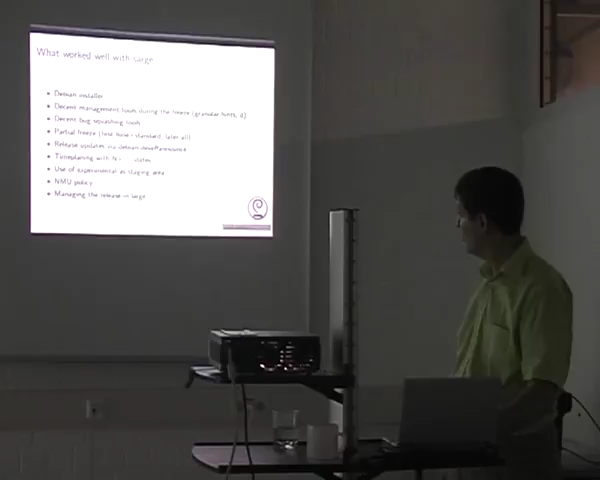 What worked well with sarge
Debian installer
Decent management tools during the freeze (granular hints,
Decent bug squashing tools
Partial freeze standard later all)
Release updates via debian-devel-announce
Timeplaning with N-
Use of experimental as staging area
NMU policy
Managing the release in large